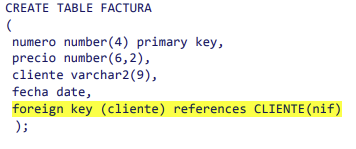 CREATE TABLE FACTURA
(
numero number(4) primary key,
precio number(6,2),
cliente varchar2(9),
fecha date,
foreign key (cliente) references CLIENTE(nif)
);